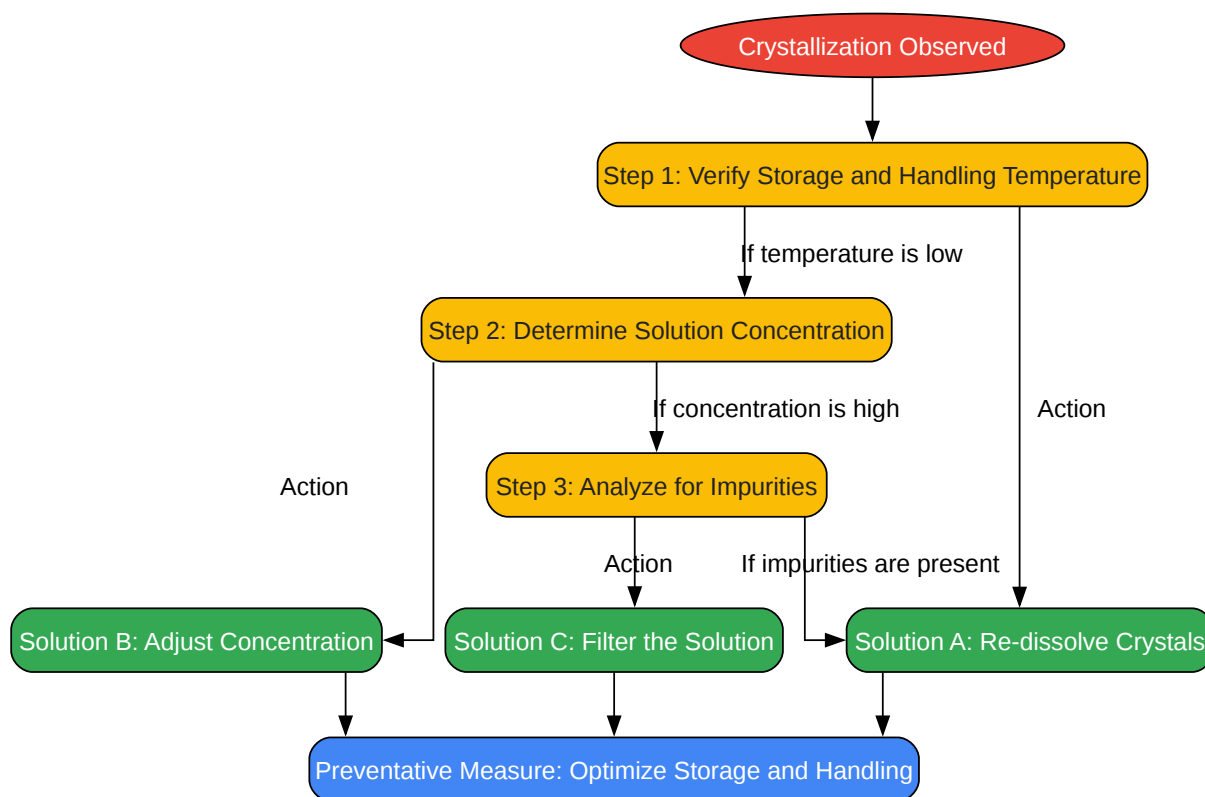 Crystallization Observed
Step 1: Verify Storage and Handling Temperature
If temperature is low
Step 2: Determine Solution Concentration
If concentration is high
Action
Action
Step 3: Analyze for Impurities
Action
If impurities are present
Solution B: Adjust Concentration
Solution C: Filter the Solution
Solution A: Re-dissolve Crystals
Preventative Measure: Optimize Storage and Handling